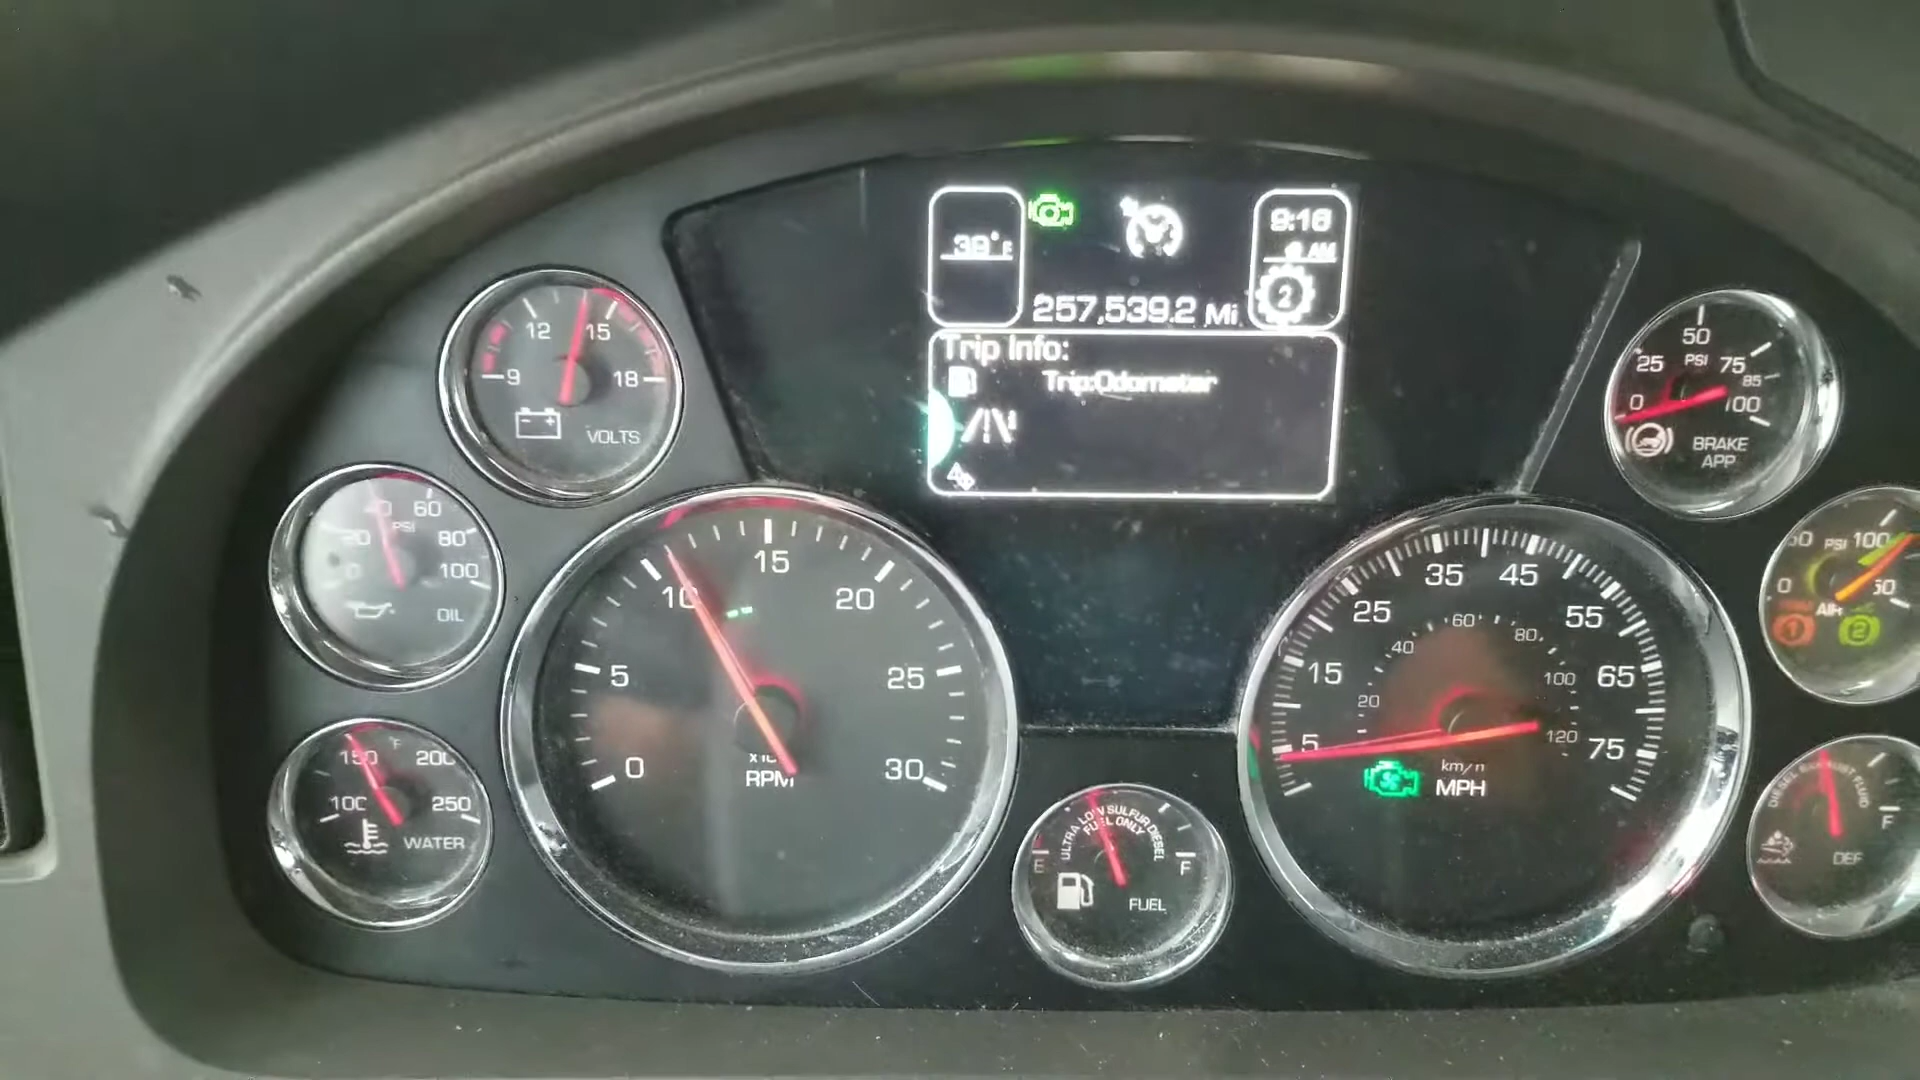 39°F
9:16
AM
2
257,539.2 Mi
Trip Info:
Trip:Odometer
9 12 15 18
VOLTS
0 20 40 60 80 100
PSI
OIL
100 150 200 250
°F
WATER
0 5 10 15 20 25 30
RPM
E F
ULTRA LOW SULFUR DIESEL
FUEL ONLY
FUEL
5 15 25 35 45 55 65 75
20 40 60 80 100 120
km/h
MPH
0 25 50 75 85 100
PSI
BRAKE
APP
0 50 100
PSI
AIR
1 2
DIESEL EXHAUST FLUID
F
DEF